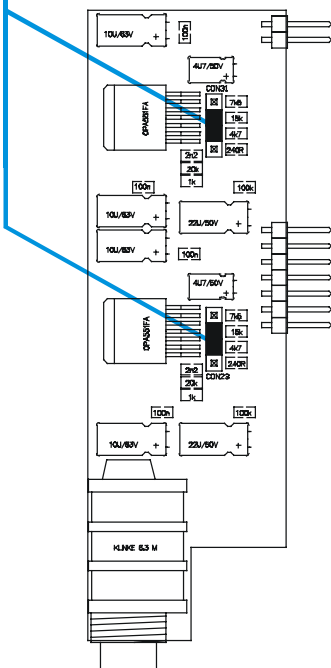 10U/63V
100n
4U7/50V
CON31
7k5
15k
4k7
240R
OPA551FA
2n2
20k
1k
100n
100k
10U/63V
22U/50V
10U/63V
100n
4U7/50V
7k5
15k
4k7
240R
OPA551FA
CON23
2n2
20k
1k
100n
100k
10U/63V
22U/50V
KLINKE 6.3 M